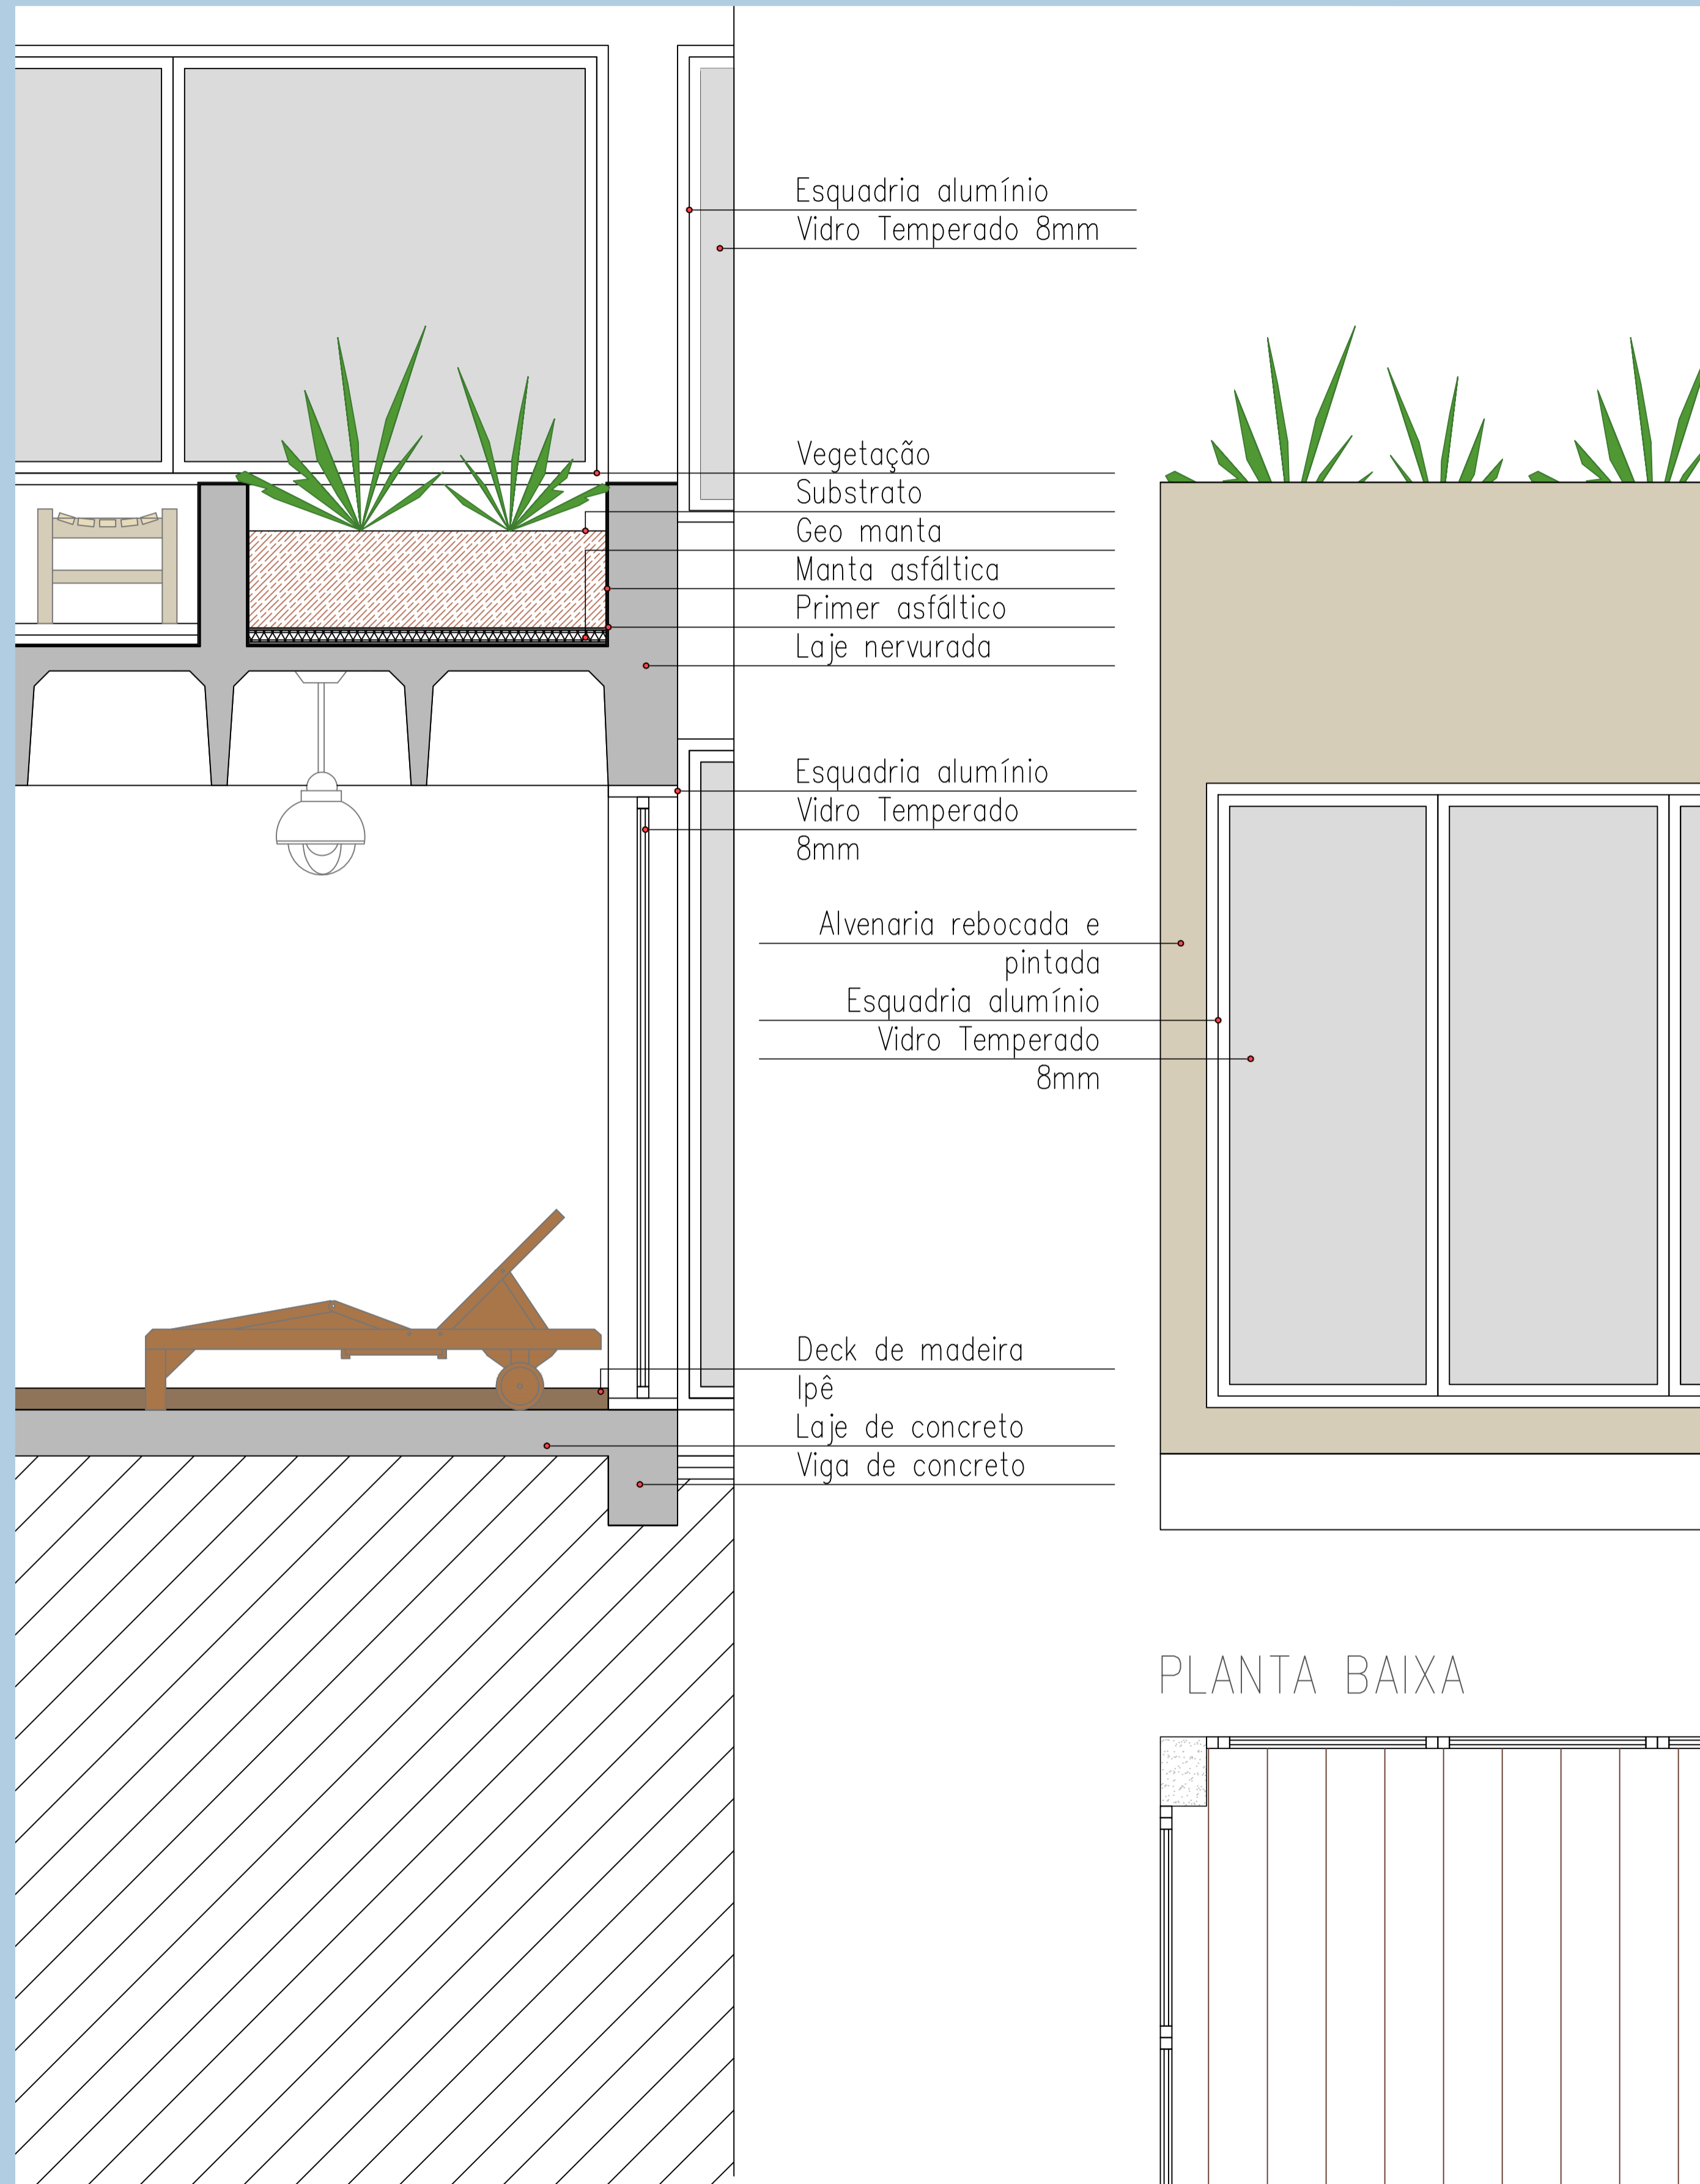 Esquadria alumínio
Vidro Temperado 8mm
Vegetação
Substrato
Geo manta
Manta asfáltica
Primer asfáltico
Laje nervurada
Esquadria alumínio
Vidro Temperado
8mm
Alvenaria rebocada e
pintada
Esquadria alumínio
Vidro Temperado
8mm
Deck de madeira
Ipê
Laje de concreto
Viga de concreto
PLANTA BAIXA